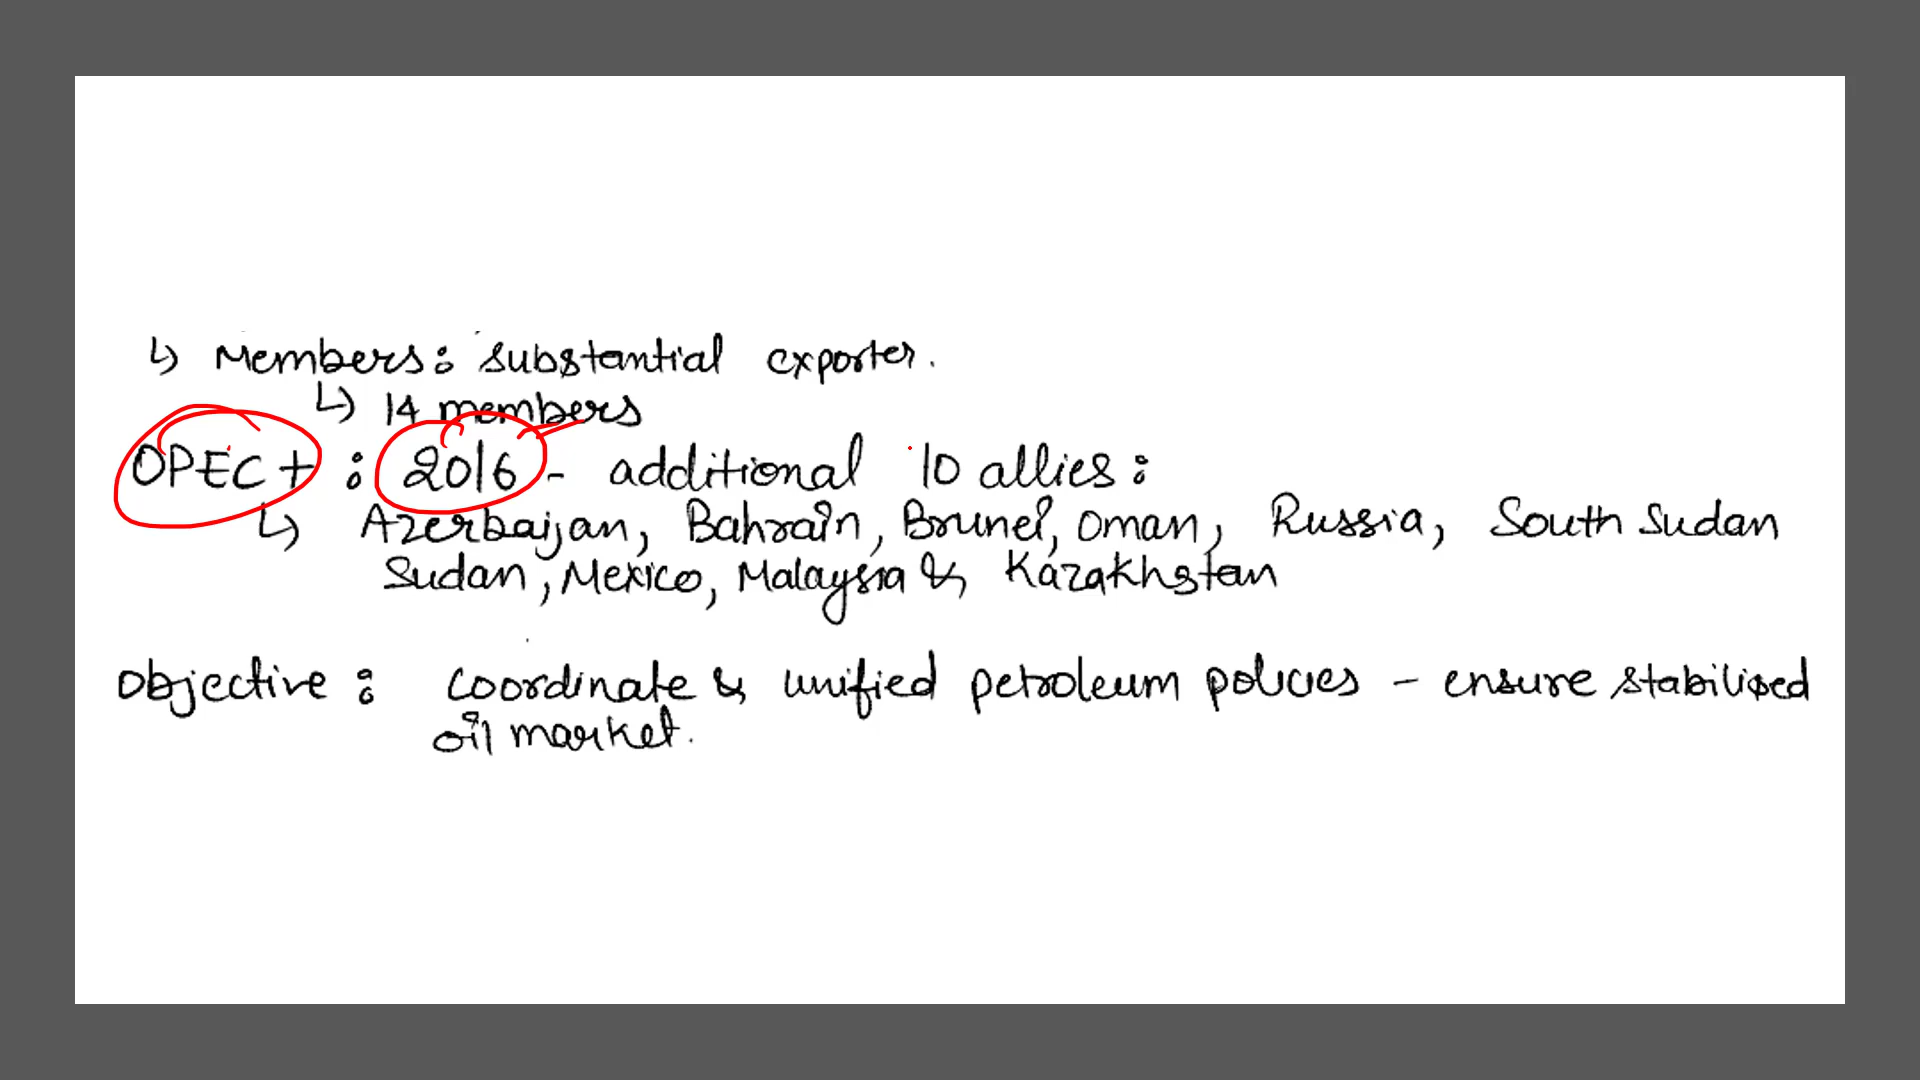 ↳ Members: substantial exporter.
↳ 14 members
OPEC+ : 2016 - additional 10 allies:
↳ Azerbaijan, Bahrain, Brunei, Oman, Russia, South Sudan
Sudan, Mexico, Malaysia & Kazakhstan
Objective: coordinate & unified petroleum policies - ensure stabilised
oil market.